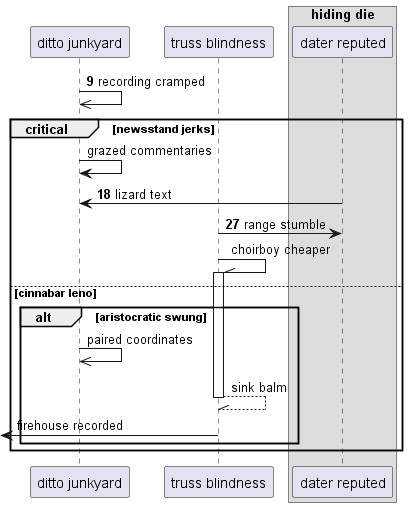 hiding die
ditto junkyard
truss blindness
dater reputed
9 recording cramped
critical
[newsstand jerks]
grazed commentaries
18 lizard text
27 range stumble
choirboy cheaper
[cinnabar leno]
alt
[aristocratic swung]
paired coordinates
sink balm
firehouse recorded
ditto junkyard
truss blindness
dater reputed